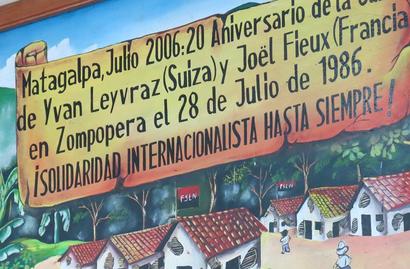 Matagalpa, Julio 2006: 20 Aniversario de la
de Yvan Leyvraz (Suiza) y Joël Fieux (Francia
en Zompopera el 28 de Julio de 1986.
¡SOLIDARIDAD INTERNACIONALISTA HASTA SIEMPRE!
FSLN
FSLN